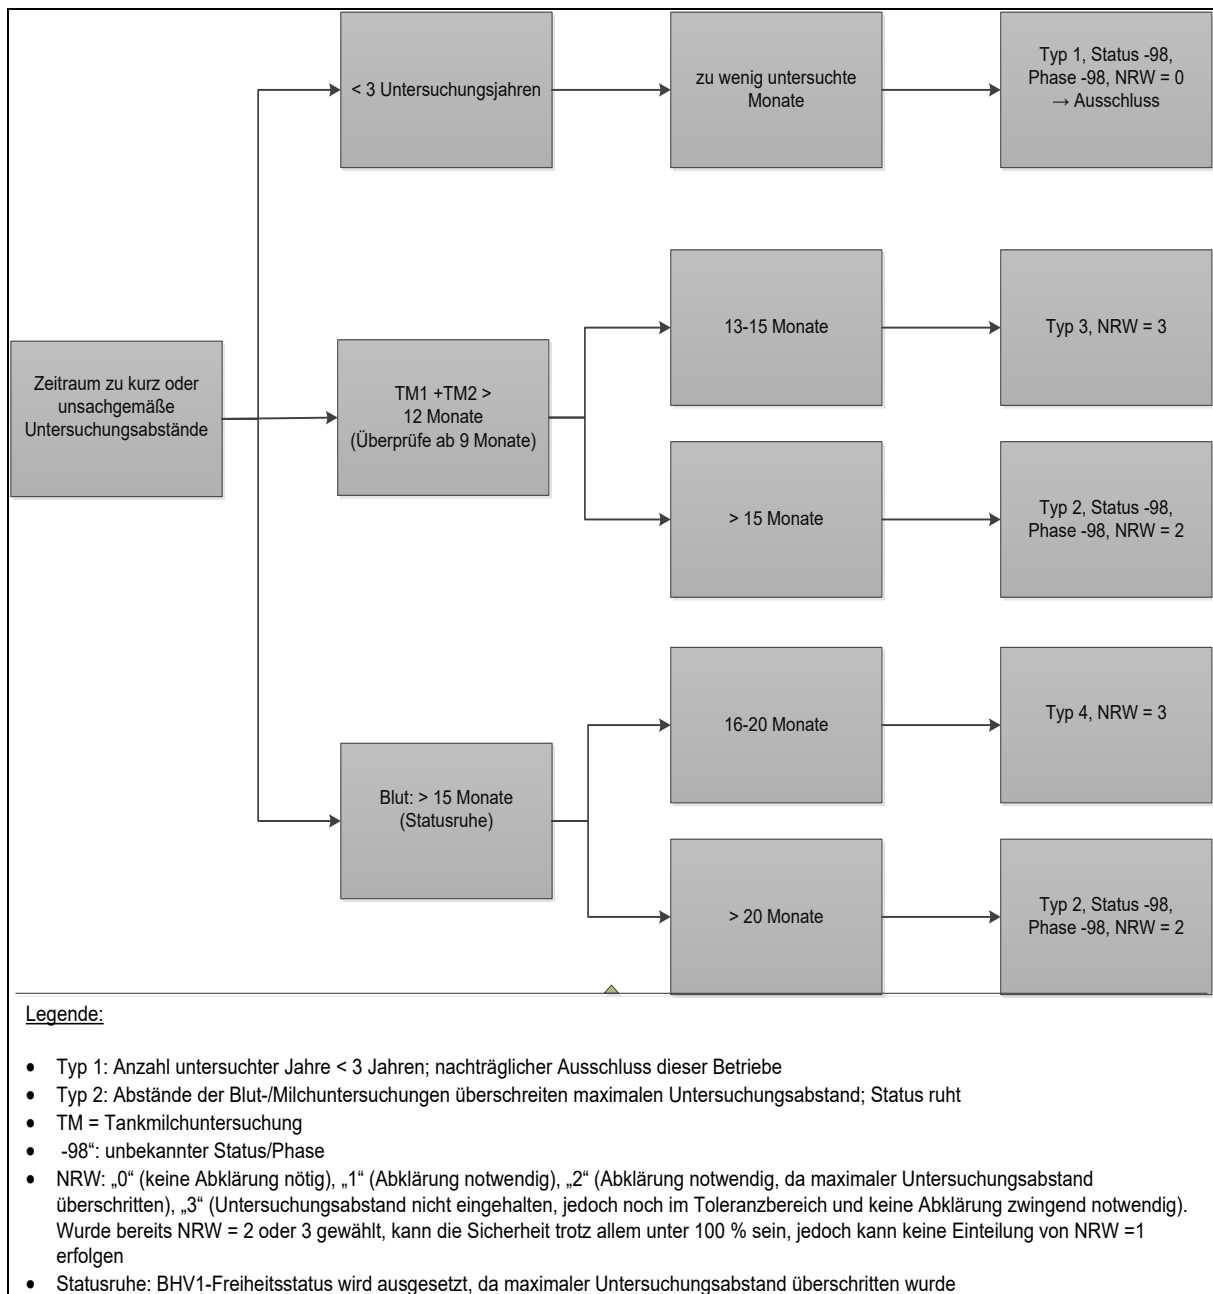 < 3 Untersuchungsjahren
zu wenig untersuchte
Monate
Typ 1, Status -98,
Phase -98, NRW = 0
→ Ausschluss
Zeitraum zu kurz oder
unsachgemäße
Untersuchungsabstände
TM1 +TM2 >
12 Monate
(Überprüfe ab 9 Monate)
13-15 Monate
Typ 3, NRW = 3
> 15 Monate
Typ 2, Status -98,
Phase -98, NRW = 2
Blut: > 15 Monate
(Statusruhe)
16-20 Monate
Typ 4, NRW = 3
> 20 Monate
Typ 2, Status -98,
Phase -98, NRW = 2
Legende:
• Typ 1: Anzahl untersuchter Jahre < 3 Jahren; nachträglicher Ausschluss dieser Betriebe
• Typ 2: Abstände der Blut-/Milchuntersuchungen überschreiten maximalen Untersuchungsabstand; Status ruht
• TM = Tankmilchuntersuchung
• -98“: unbekannter Status/Phase
• NRW: „0“ (keine Abklärung nötig), „1“ (Abklärung notwendig), „2“ (Abklärung notwendig, da maximaler Untersuchungsabstand
überschritten), „3“ (Untersuchungsabstand nicht eingehalten, jedoch noch im Toleranzbereich und keine Abklärung zwingend notwendig).
Wurde bereits NRW = 2 oder 3 gewählt, kann die Sicherheit trotz allem unter 100 % sein, jedoch kann keine Einteilung von NRW =1
erfolgen
• Statusruhe: BHV1-Freiheitsstatus wird ausgesetzt, da maximaler Untersuchungsabstand überschritten wurde